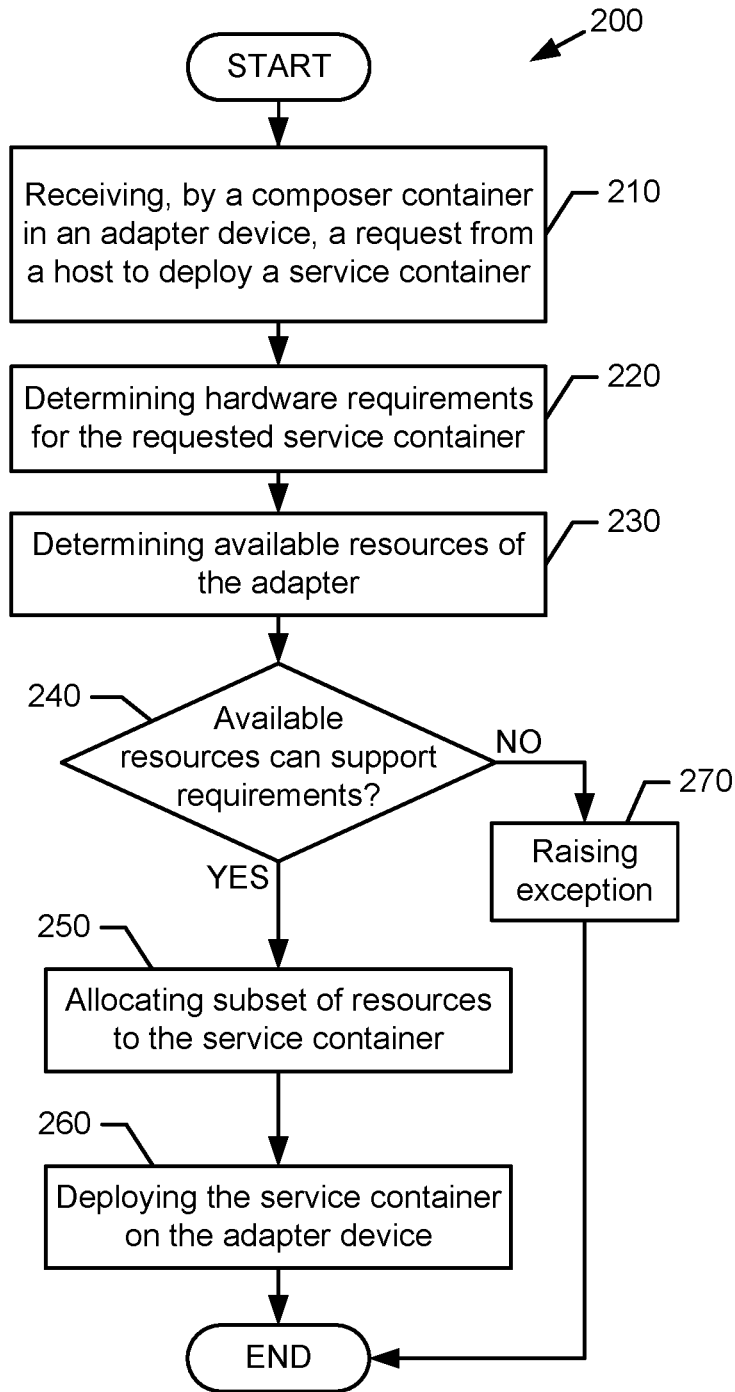 200
START
Receiving, by a composer container
in an adapter device, a request from
a host to deploy a service container
210
Determining hardware requirements
for the requested service container
220
Determining available resources of
the adapter
230
240
Available
resources can support
requirements?
NO
YES
270
Raising
exception
250
Allocating subset of resources
to the service container
260
Deploying the service container
on the adapter device
END